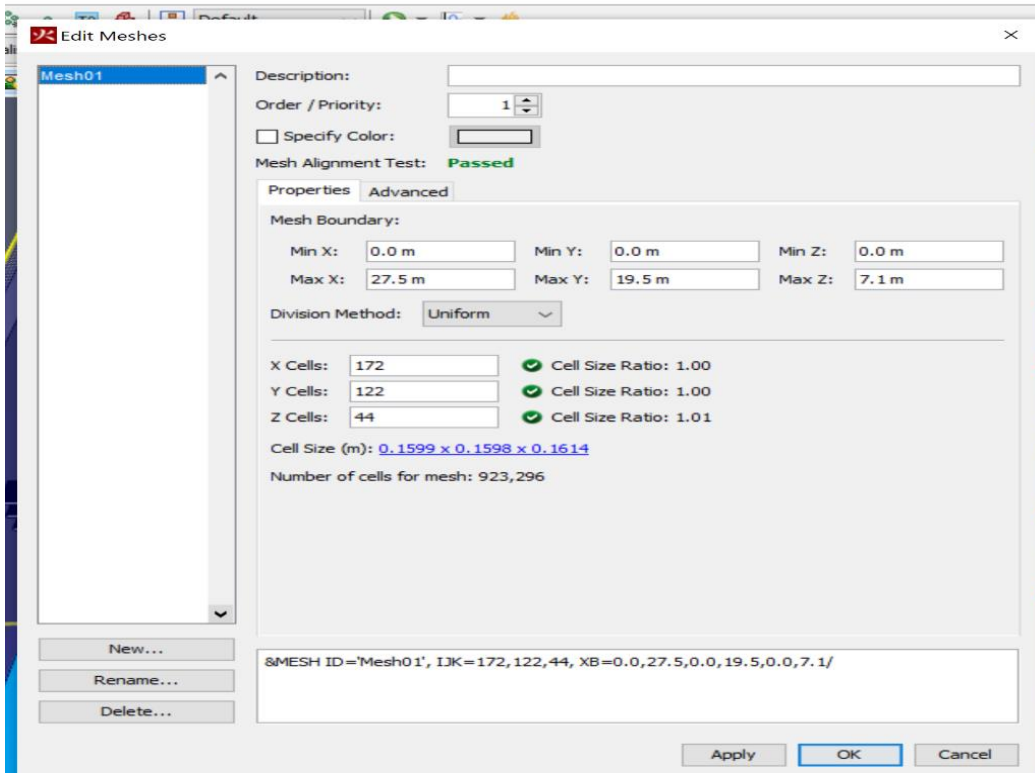 Default
Edit Meshes
Mesh01
Description:
Order / Priority: 1
Specify Color:
Mesh Alignment Test: Passed
Properties Advanced
Mesh Boundary:
Min X: 0.0 m Min Y: 0.0 m Min Z: 0.0 m
Max X: 27.5 m Max Y: 19.5 m Max Z: 7.1 m
Division Method: Uniform
X Cells: 172 Cell Size Ratio: 1.00
Y Cells: 122 Cell Size Ratio: 1.00
Z Cells: 44 Cell Size Ratio: 1.01
Cell Size (m): 0.1599 x 0.1598 x 0.1614
Number of cells for mesh: 923,296
New...
Rename...
Delete...
&MESH ID='Mesh01', IJK=172,122,44, XB=0.0,27.5,0.0,19.5,0.0,7.1/
Apply OK Cancel